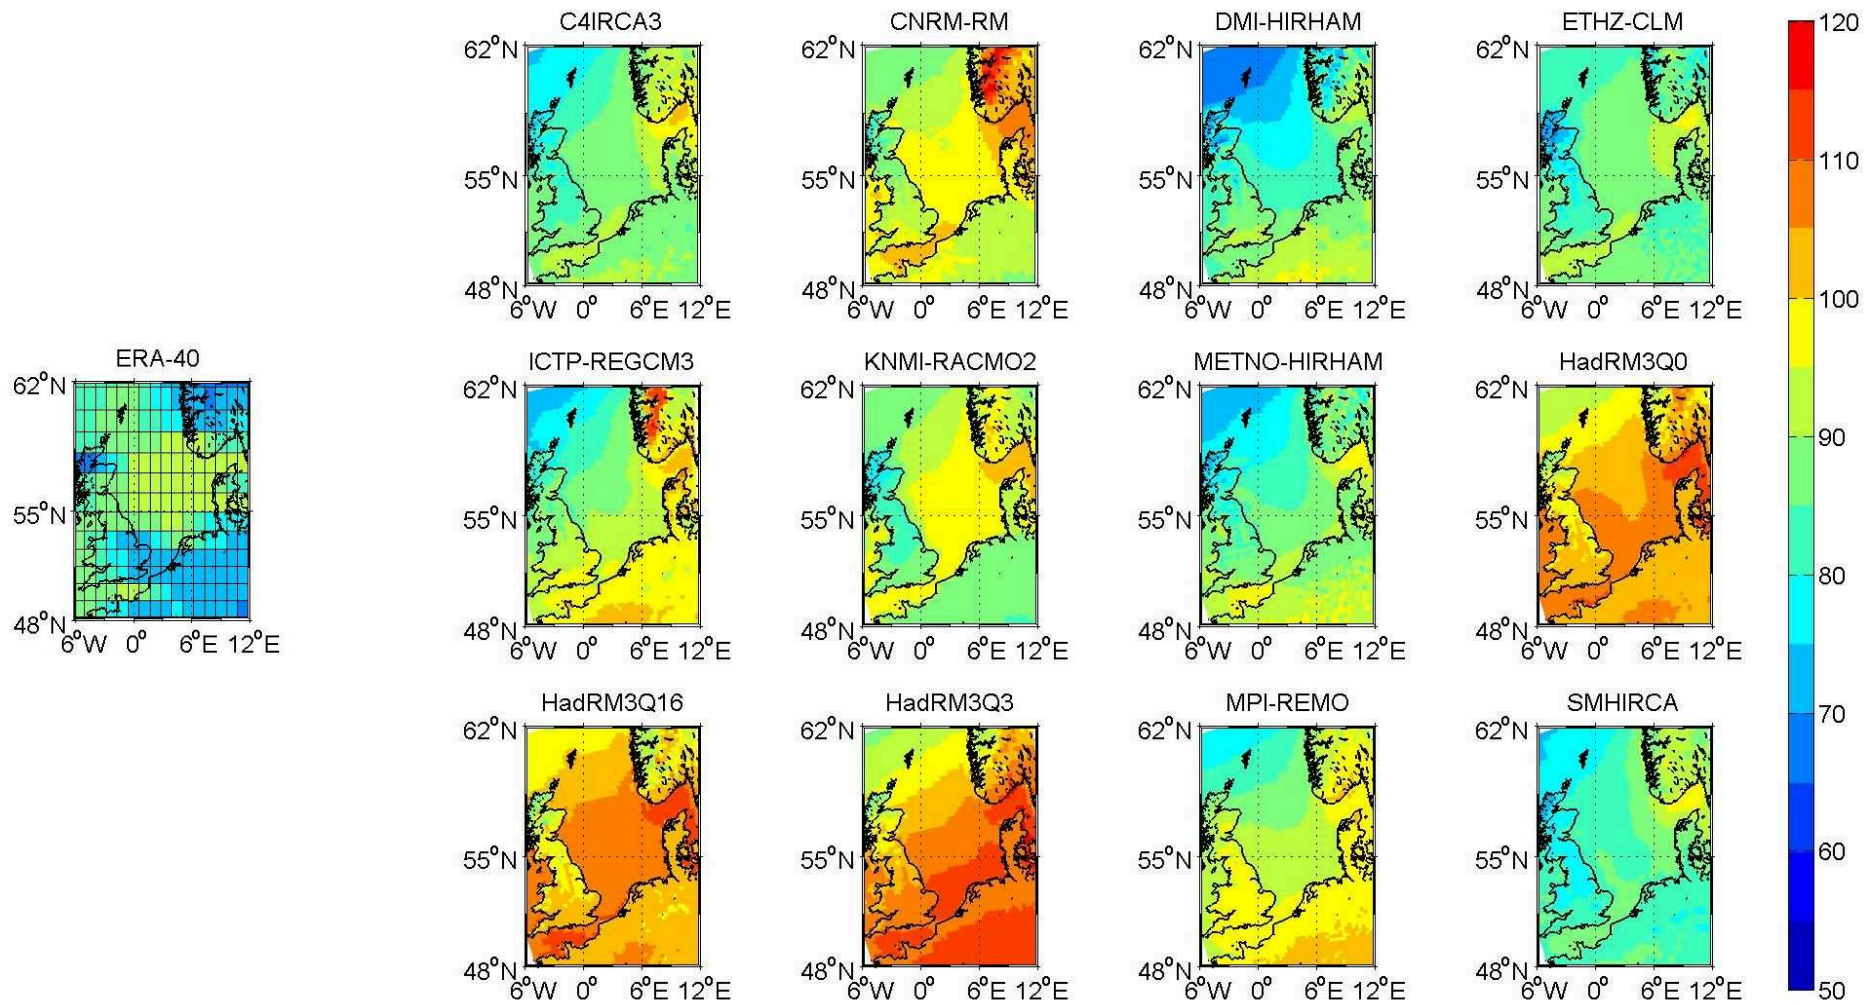 C4IRCA3
CNRM-RM
DMI-HIRHAM
ETHZ-CLM
62°N
55°N
48°N
6°W 0° 6°E 12°E
62°N
55°N
48°N
6°W 0° 6°E 12°E
62°N
55°N
48°N
6°W 0° 6°E 12°E
62°N
55°N
48°N
6°W 0° 6°E 12°E
ERA-40
62°N
55°N
48°N
6°W 0° 6°E 12°E
ICTP-REGCM3
KNMI-RACMO2
METNO-HIRHAM
HadRM3Q0
62°N
55°N
48°N
6°W 0° 6°E 12°E
62°N
55°N
48°N
6°W 0° 6°E 12°E
62°N
55°N
48°N
6°W 0° 6°E 12°E
62°N
55°N
48°N
6°W 0° 6°E 12°E
HadRM3Q16
HadRM3Q3
MPI-REMO
SMHIRCA
62°N
55°N
48°N
6°W 0° 6°E 12°E
62°N
55°N
48°N
6°W 0° 6°E 12°E
62°N
55°N
48°N
6°W 0° 6°E 12°E
62°N
55°N
48°N
6°W 0° 6°E 12°E
120
110
100
90
80
70
60
50